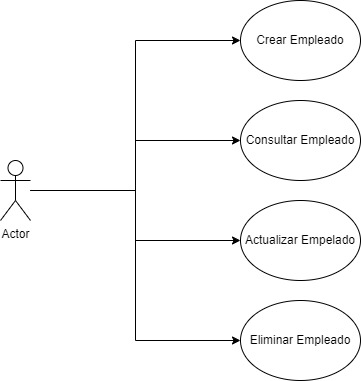 Crear Empleado
Consultar Empleado
Actor
Actualizar Empelado
Eliminar Empleado